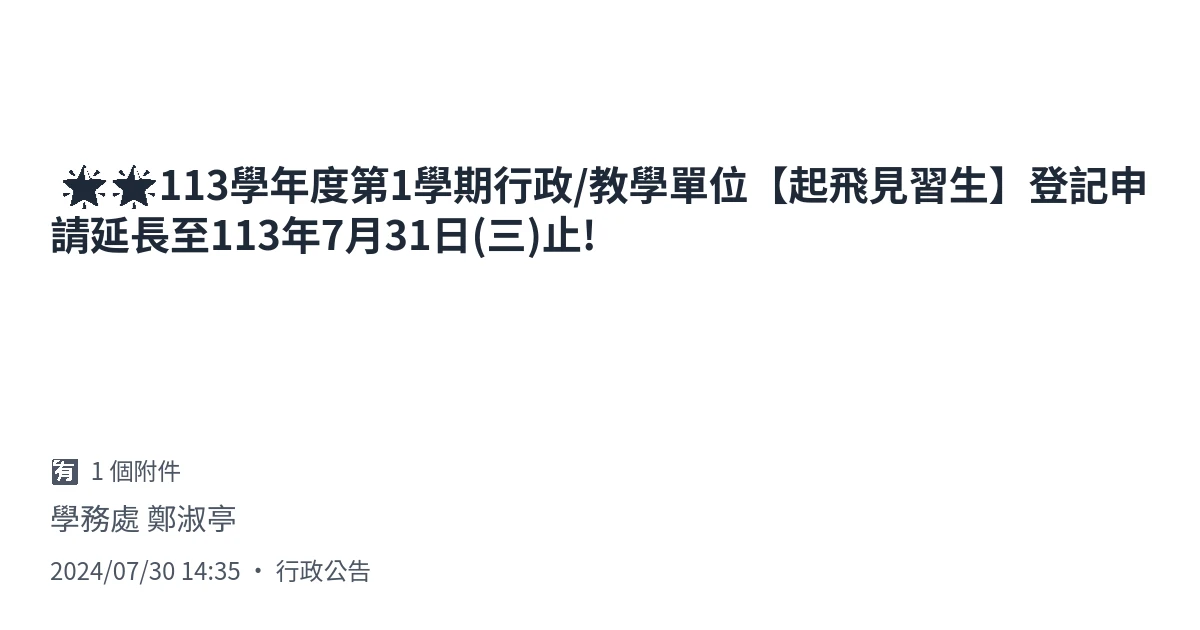 🌟🌟113學年度第1學期行政/教學單位【起飛見習生】登記申
請延長至113年7月31日(三)止!
🈶 1 個附件
學務處 鄭淑亭
2024/07/30 14:35 ・ 行政公告